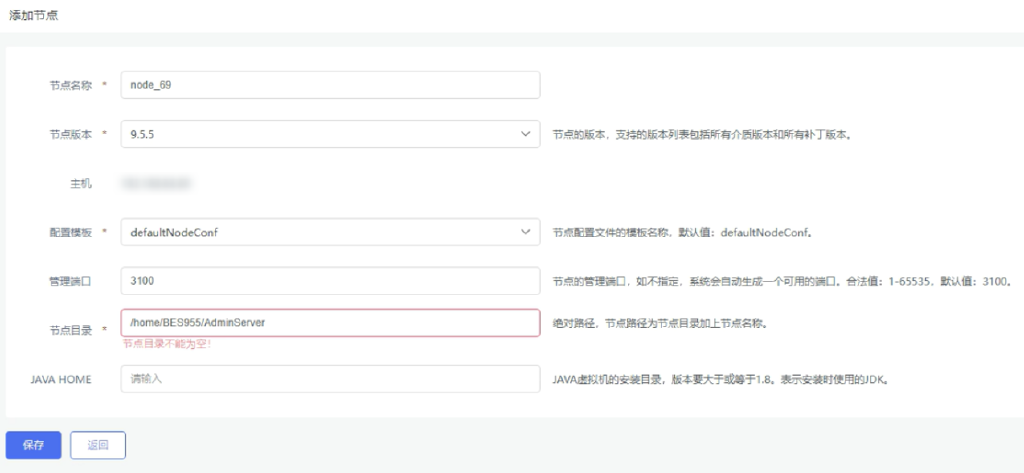 添加节点
节点名称 * node_69
节点版本 * 9.5.5 节点的版本，支持的版本列表包括所有介质版本和所有补丁版本。
主机
配置模板 * defaultNodeConf 节点配置文件的模板名称，默认值：defaultNodeConf。
管理端口 3100 节点的管理端口，如不指定，系统会自动生成一个可用的端口。合法值：1-65535，默认值：3100。
节点目录 * /home/BES955/AdminServer 绝对路径，节点路径为节点目录加上节点名称。
节点目录不能为空！
JAVA HOME 请输入 JAVA虚拟机的安装目录，版本要大于或等于1.8。表示安装时使用的JDK。
保存 返回